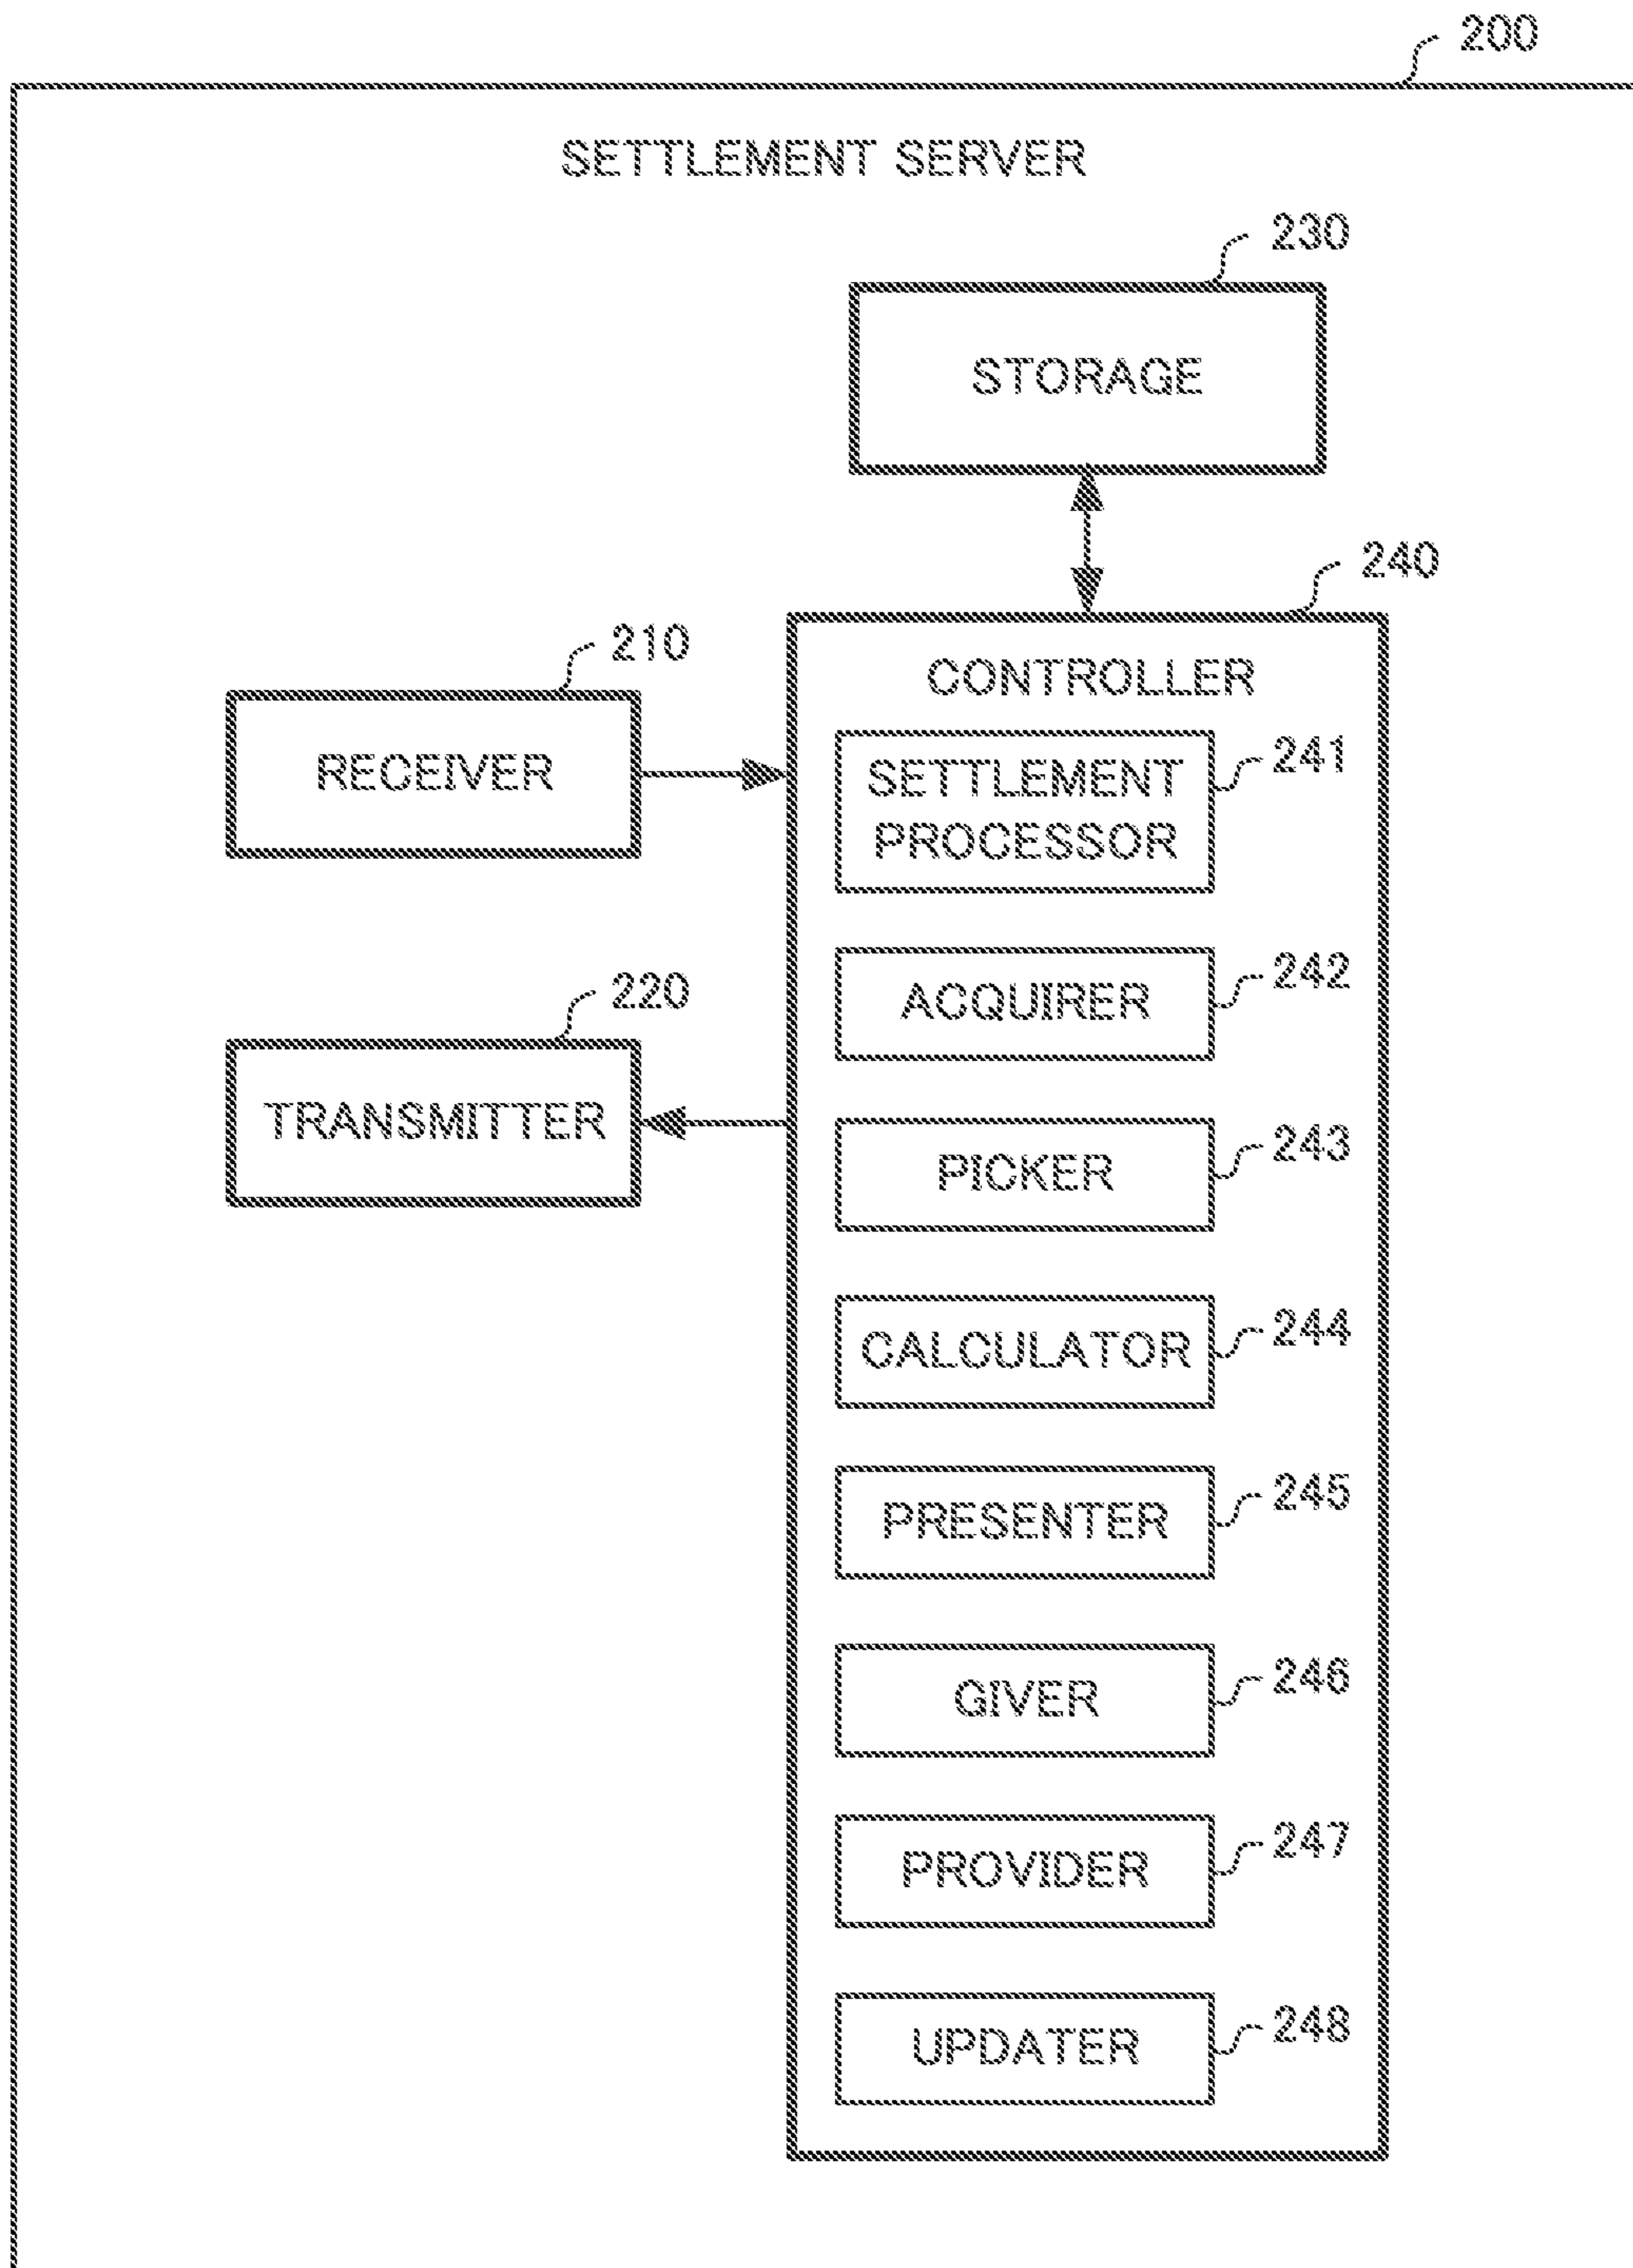 200
SETTLEMENT SERVER
230
STORAGE
240
210
CONTROLLER
RECEIVER
241
SETTLEMENT
PROCESSOR
242
ACQUIRER
220
TRANSMITTER
243
PICKER
244
CALCULATOR
245
PRESENTER
246
GIVER
247
PROVIDER
248
UPDATER